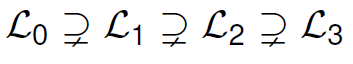 ℒ₀ ⊋ ℒ₁ ⊋ ℒ₂ ⊋ ℒ₃